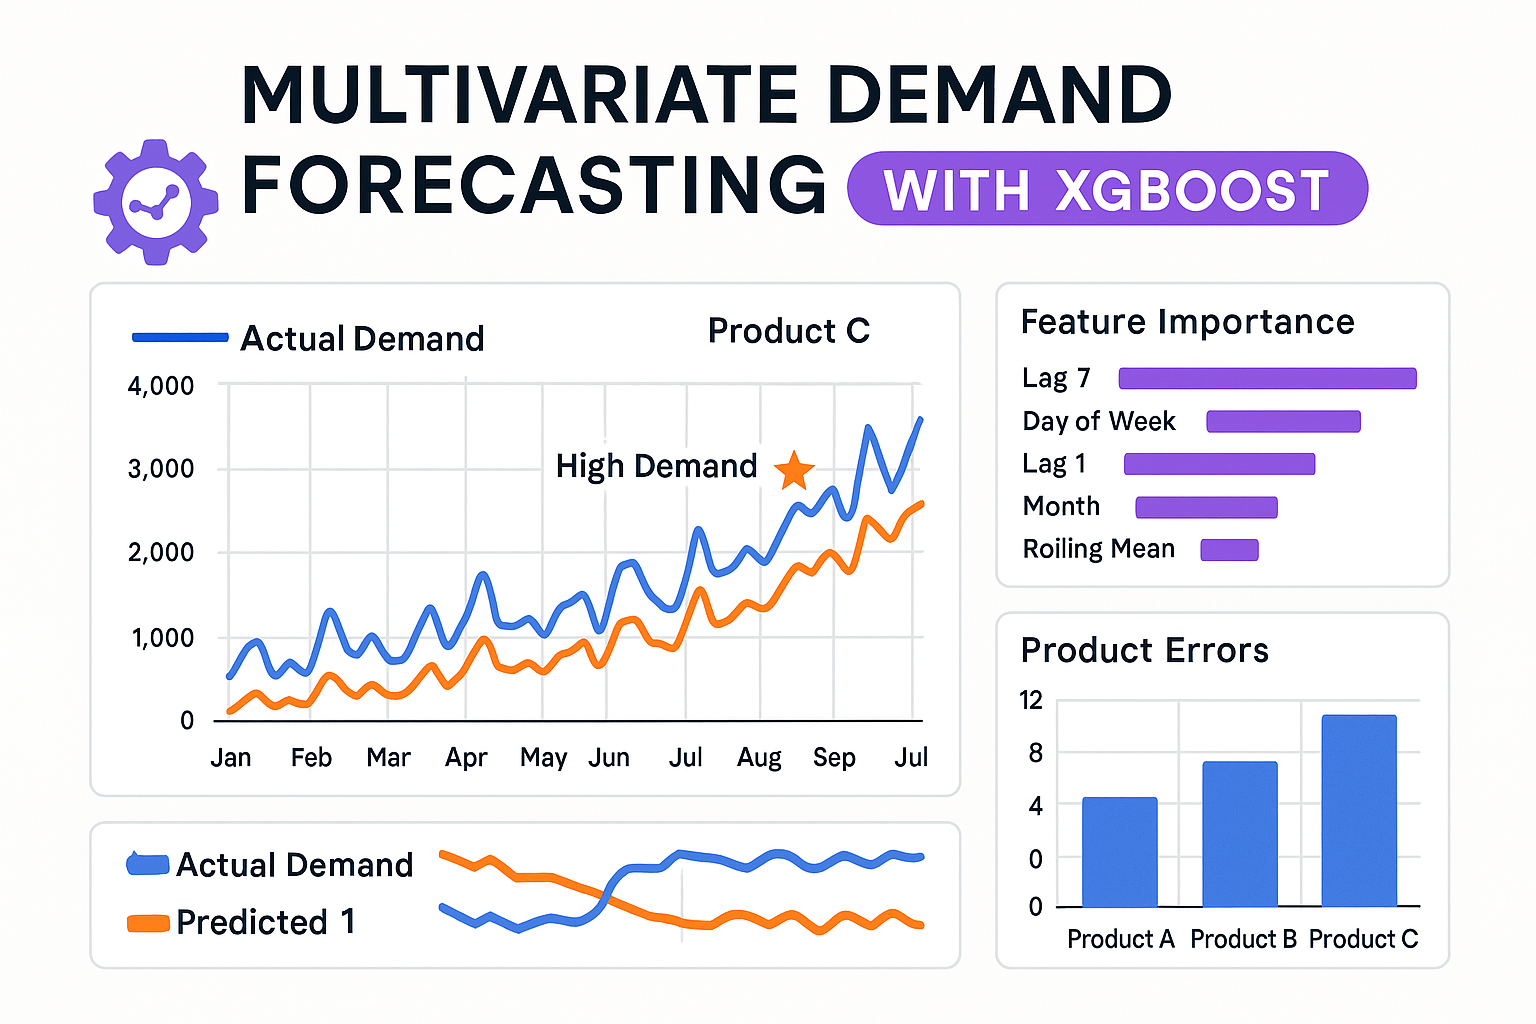 MULTIVARIATE DEMAND
FORECASTING WITH XGBOOST
Actual Demand
Product C
4,000
3,000
2,000
1,000
0
High Demand
Jan Feb Mar Apr May Jun Jul Aug Sep Jul
Actual Demand
Predicted 1
Feature Importance
Lag 7
Day of Week
Lag 1
Month
Roiling Mean
Product Errors
12
8
4
0
0
Product A Product B Product C